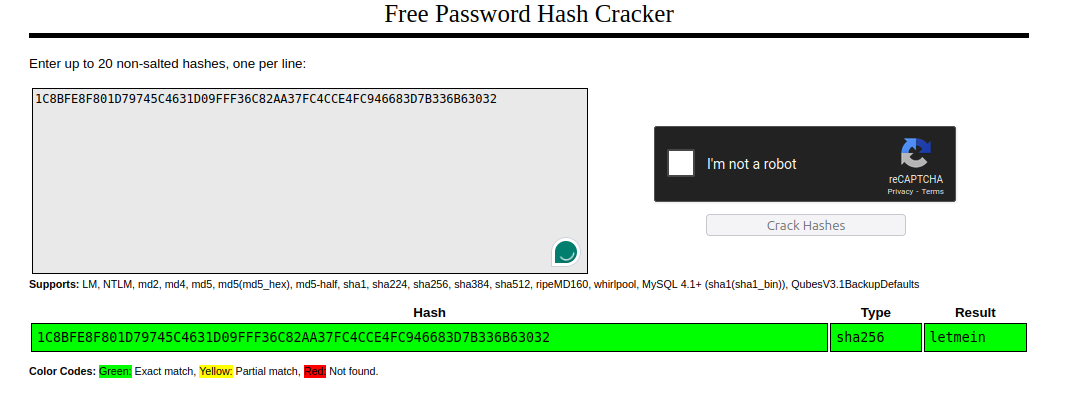 Free Password Hash Cracker
Enter up to 20 non-salted hashes, one per line:
1C8BFE8F801D79745C4631D09FFF36C82AA37FC4CCE4FC946683D7B336B63032
I'm not a robot
reCAPTCHA
Privacy - Terms
Crack Hashes
Supports: LM, NTLM, md2, md4, md5, md5(md5_hex), md5-half, sha1, sha224, sha256, sha384, sha512, ripeMD160, whirlpool, MySQL 4.1+ (sha1(sha1_bin)), QubesV3.1BackupDefaults
Hash Type Result
1C8BFE8F801D79745C4631D09FFF36C82AA37FC4CCE4FC946683D7B336B63032 sha256 letmein
Color Codes: Green: Exact match, Yellow: Partial match, Red: Not found.